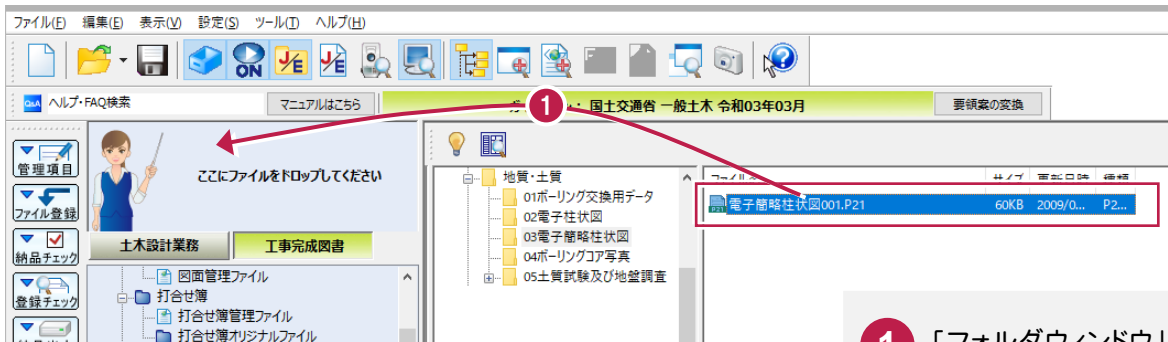 ファイル(F) 編集(E) 表示(V) 設定(S) ツール(T) ヘルプ(H)
ON J/E J/E
Q&A ヘルプ・FAQ検索 マニュアルはこちら 国土交通省 一般土木 令和03年03月 要領案の変換
管理項目
ファイル登録
納品チェック
登録チェック
ここにファイルをドロップしてください
土木設計業務 工事完成図書
図面管理ファイル
打合せ簿
打合せ簿管理ファイル
打合せ簿オリジナルファイル
地質・土質
01ボーリング交換用データ
02電子柱状図
03電子簡略柱状図
04ボーリングコア写真
05土質試験及び地盤調査
サイズ 更新日時 種類
P21 電子簡略柱状図001.P21 60KB 2009/0... P2...
1
1 「フォルダウィンドウ」